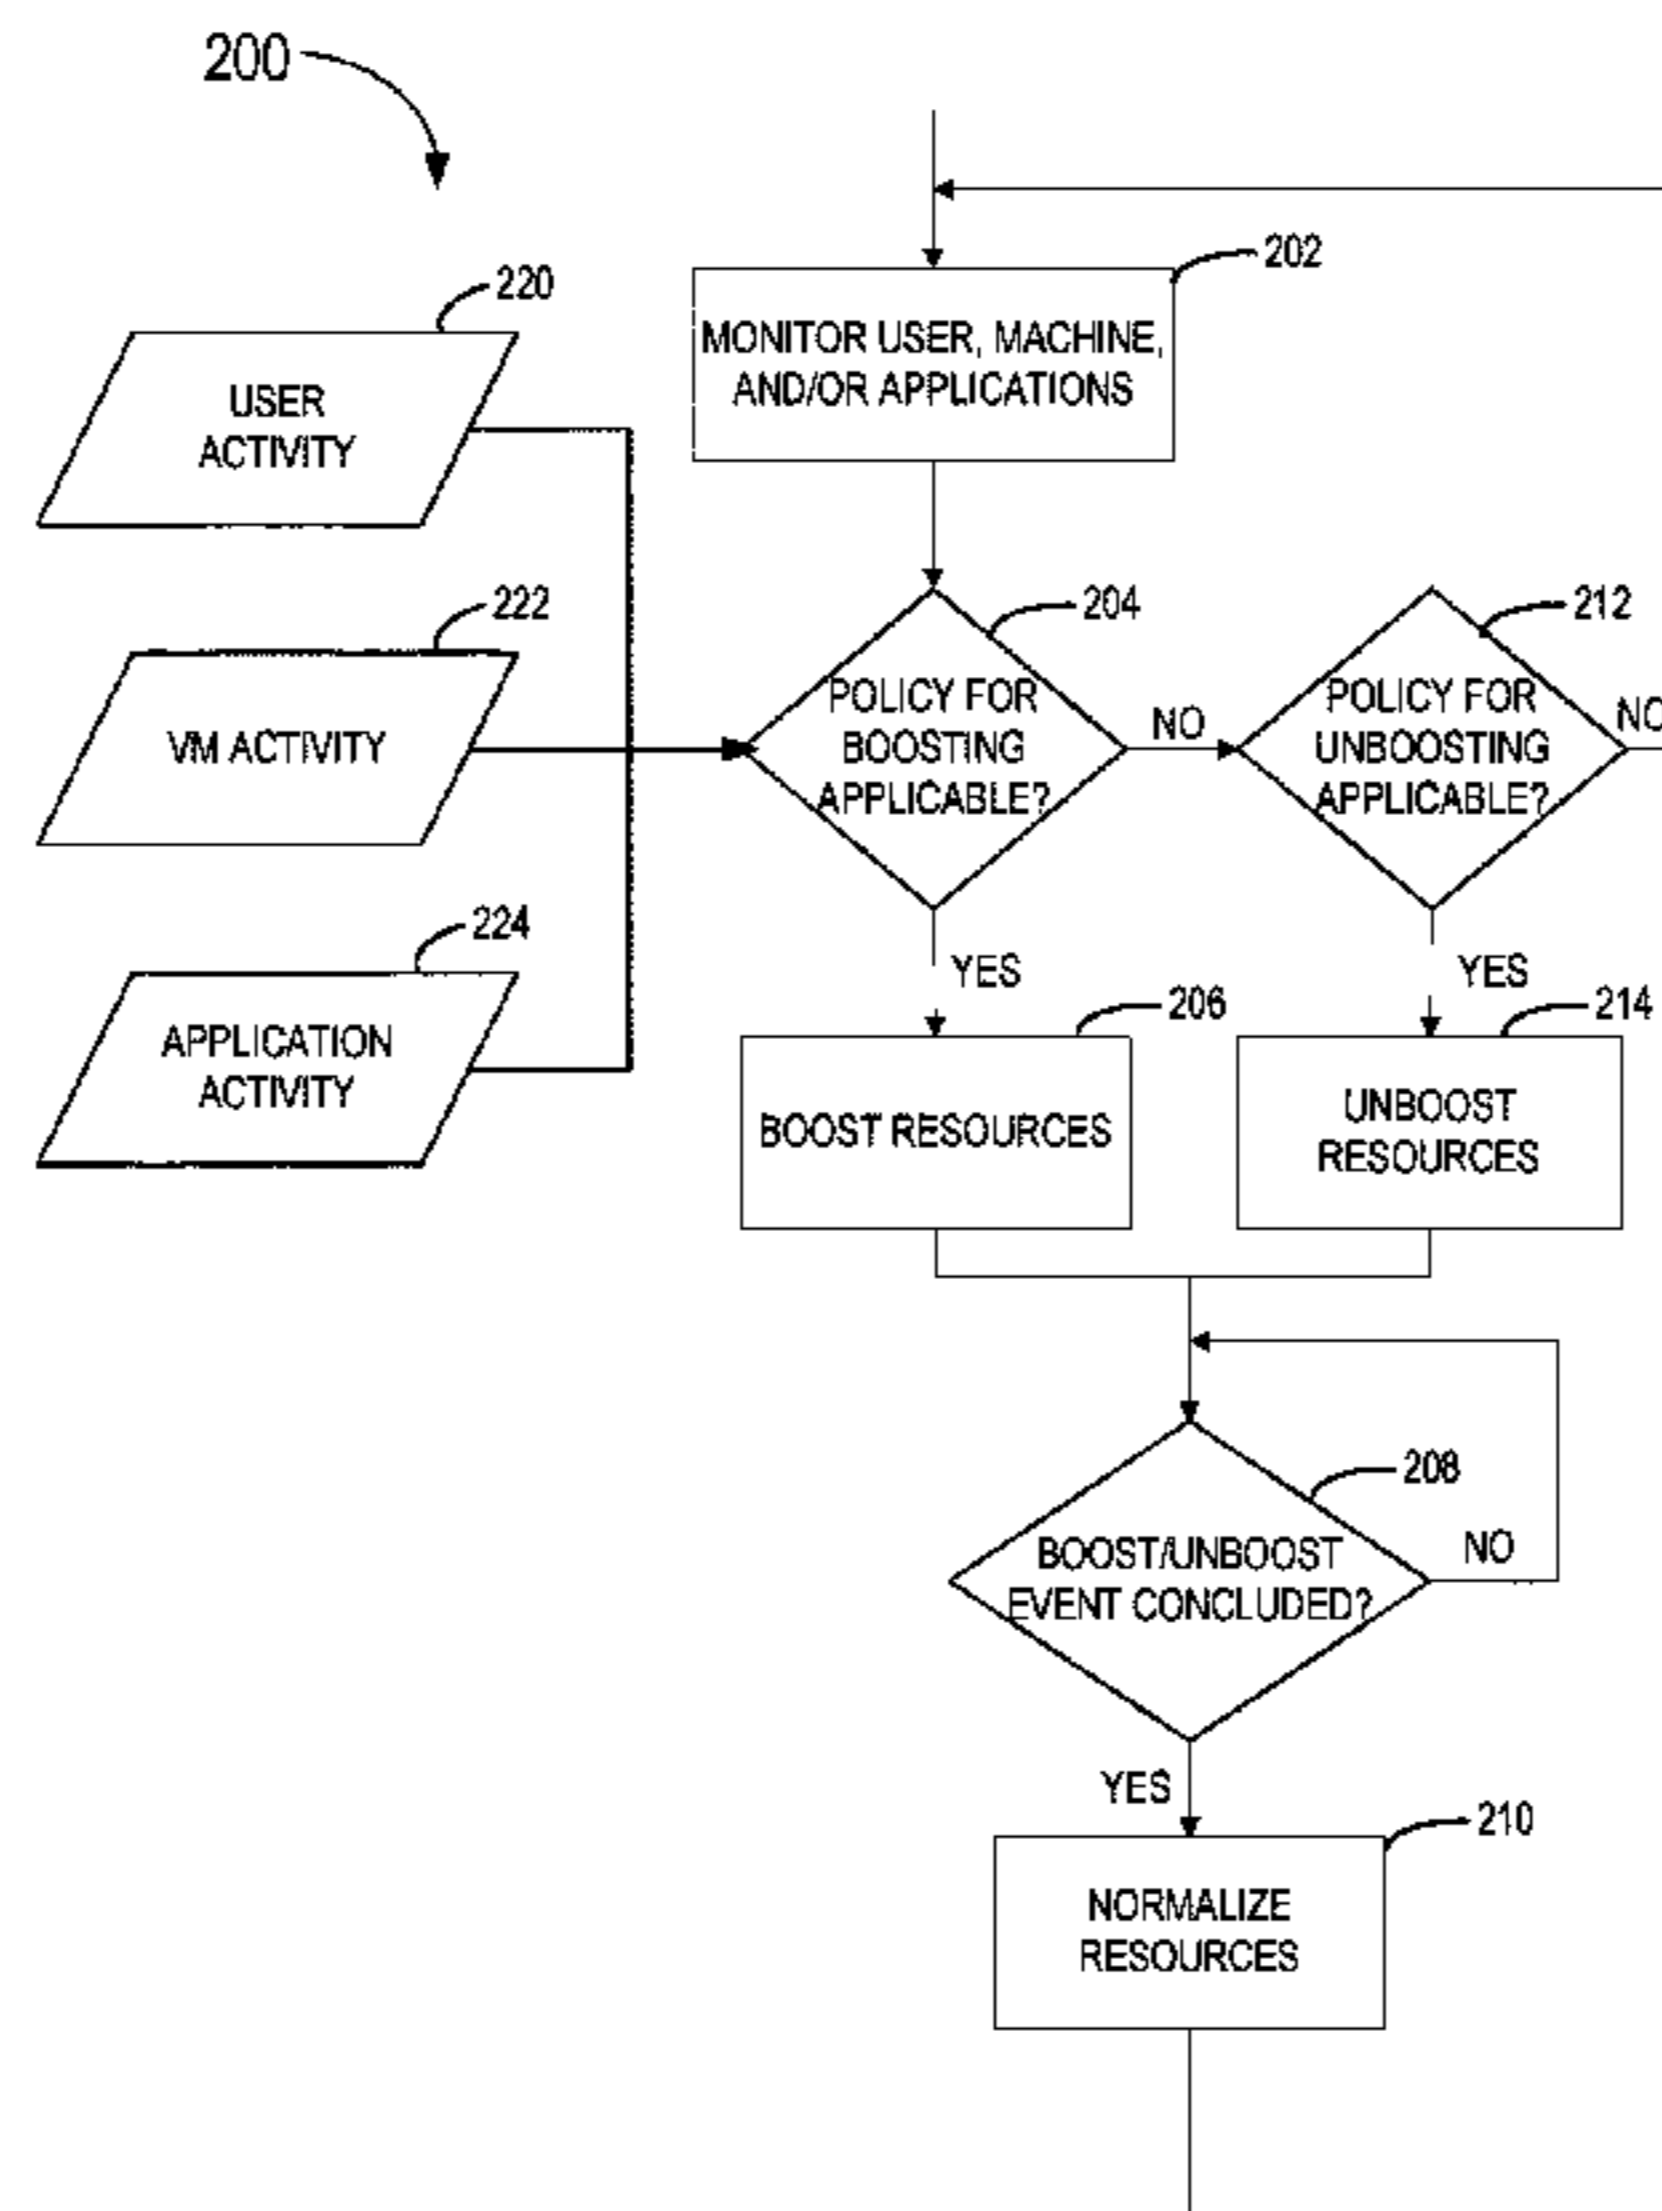 200
202
MONITOR USER, MACHINE,
AND/OR APPLICATIONS
220
USER
ACTIVITY
222
VM ACTIVITY
224
APPLICATION
ACTIVITY
204
POLICY FOR
BOOSTING
APPLICABLE?
NO
212
POLICY FOR
UNBOOSTING
APPLICABLE?
NO
YES
YES
206
BOOST RESOURCES
214
UNBOOST
RESOURCES
208
BOOST/UNBOOST
EVENT CONCLUDED?
NO
YES
210
NORMALIZE
RESOURCES